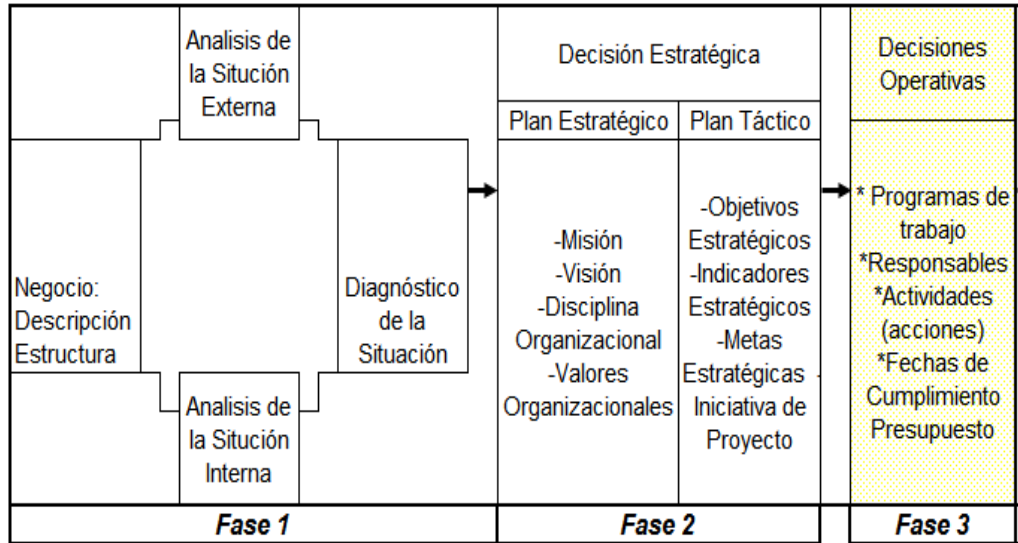 Analisis de
la Situción
Externa
Negocio:
Descripción
Estructura
Diagnóstico
de la
Situación
Analisis de
la Situción
Interna
Fase 1
Decisión Estratégica
Plan Estratégico
-Misión
-Visión
-Disciplina
Organizacional
-Valores
Organizacionales
Plan Táctico
-Objetivos
Estratégicos
-Indicadores
Estratégicos
-Metas
Estratégicas -
Iniciativa de
Proyecto
Fase 2
Decisiones
Operativas
* Programas de
trabajo
*Responsables
*Actividades
(acciones)
*Fechas de
Cumplimiento
Presupuesto
Fase 3